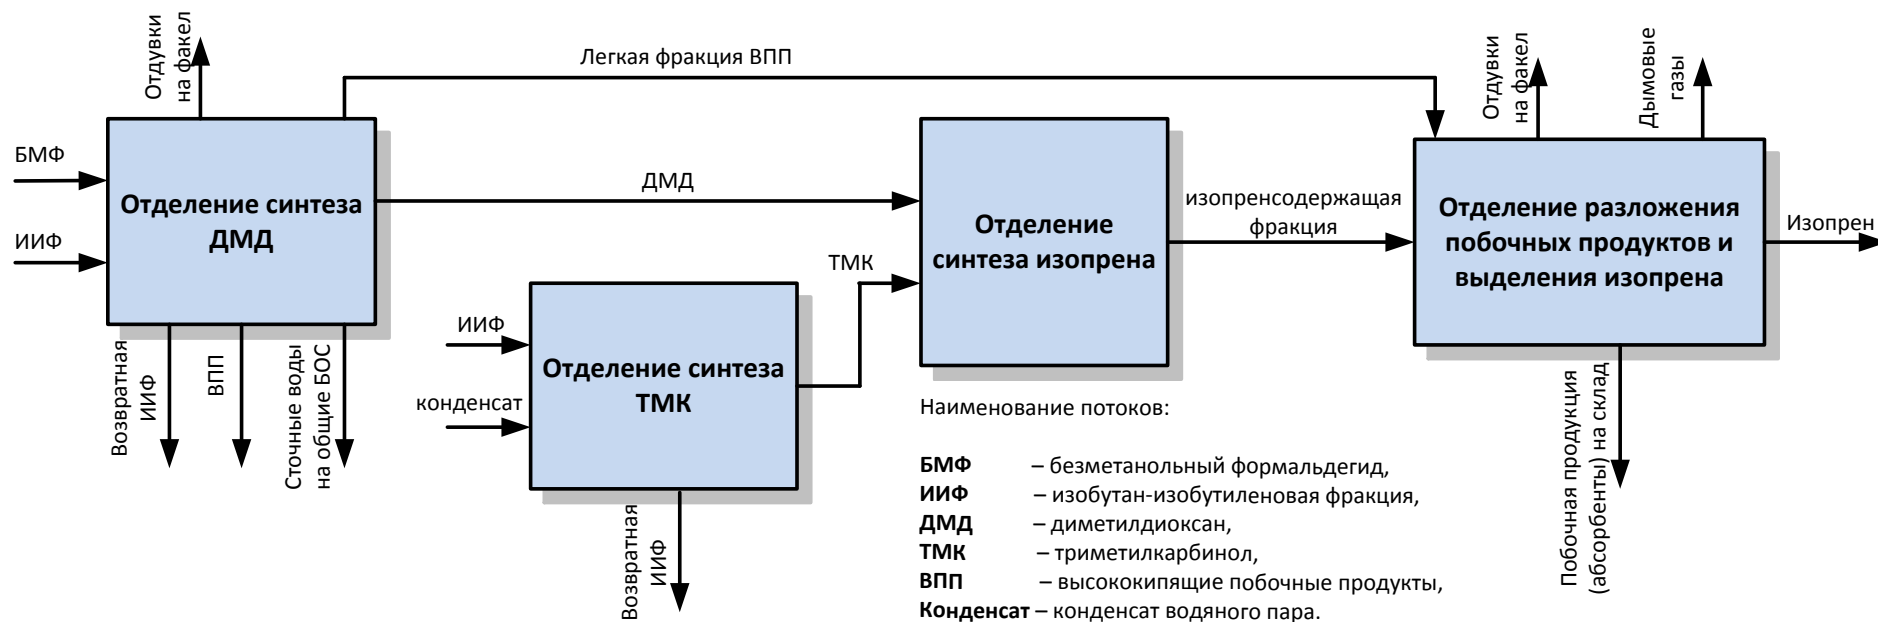 Отдувки
на факел
Легкая фракция ВПП
Отдувки
на факел
Дымовые
газы
БМФ
ИИФ
Отделение синтеза
ДМД
ДМД
Отделение
синтеза изопрена
изопренсодержащая
фракция
Отделение разложения
побочных продуктов и
выделения изопрена
Изопрен
ТМК
ИИФ
конденсат
Отделение синтеза
ТМК
Возвратная
ИИФ
ВПП
Сточные воды
на общие БОС
Возвратная
ИИФ
Побочная продукция
(абсорбенты) на склад
Наименование потоков:
БМФ – безметанольный формальдегид,
ИИФ – изобутан-изобутиленовая фракция,
ДМД – диметилдиоксан,
ТМК – триметилкарбинол,
ВПП – высококипящие побочные продукты,
Конденсат – конденсат водяного пара.